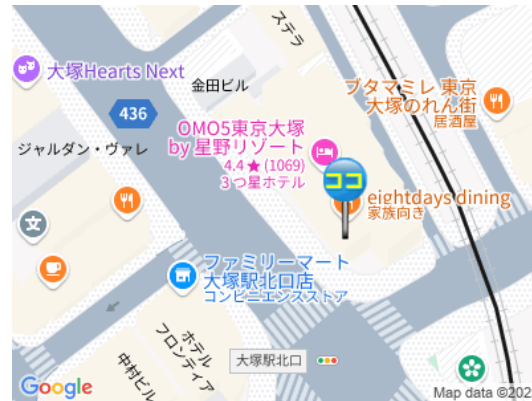 ステラ
大塚Hearts Next
金田ビル
ブタマミレ 東京
大塚のれん街
居酒屋
436
ジャルダン・ヴァレ
OMO5東京大塚
by 星野リゾート
4.4 ★ (1069)
3 つ星ホテル
ココ
eightdays dining
家族向き
文
ファミリーマート
大塚駅北口店
コンビニエンスストア
ホテル
フロンティア
中村ビル
大塚駅北口
Google
Map data ©202